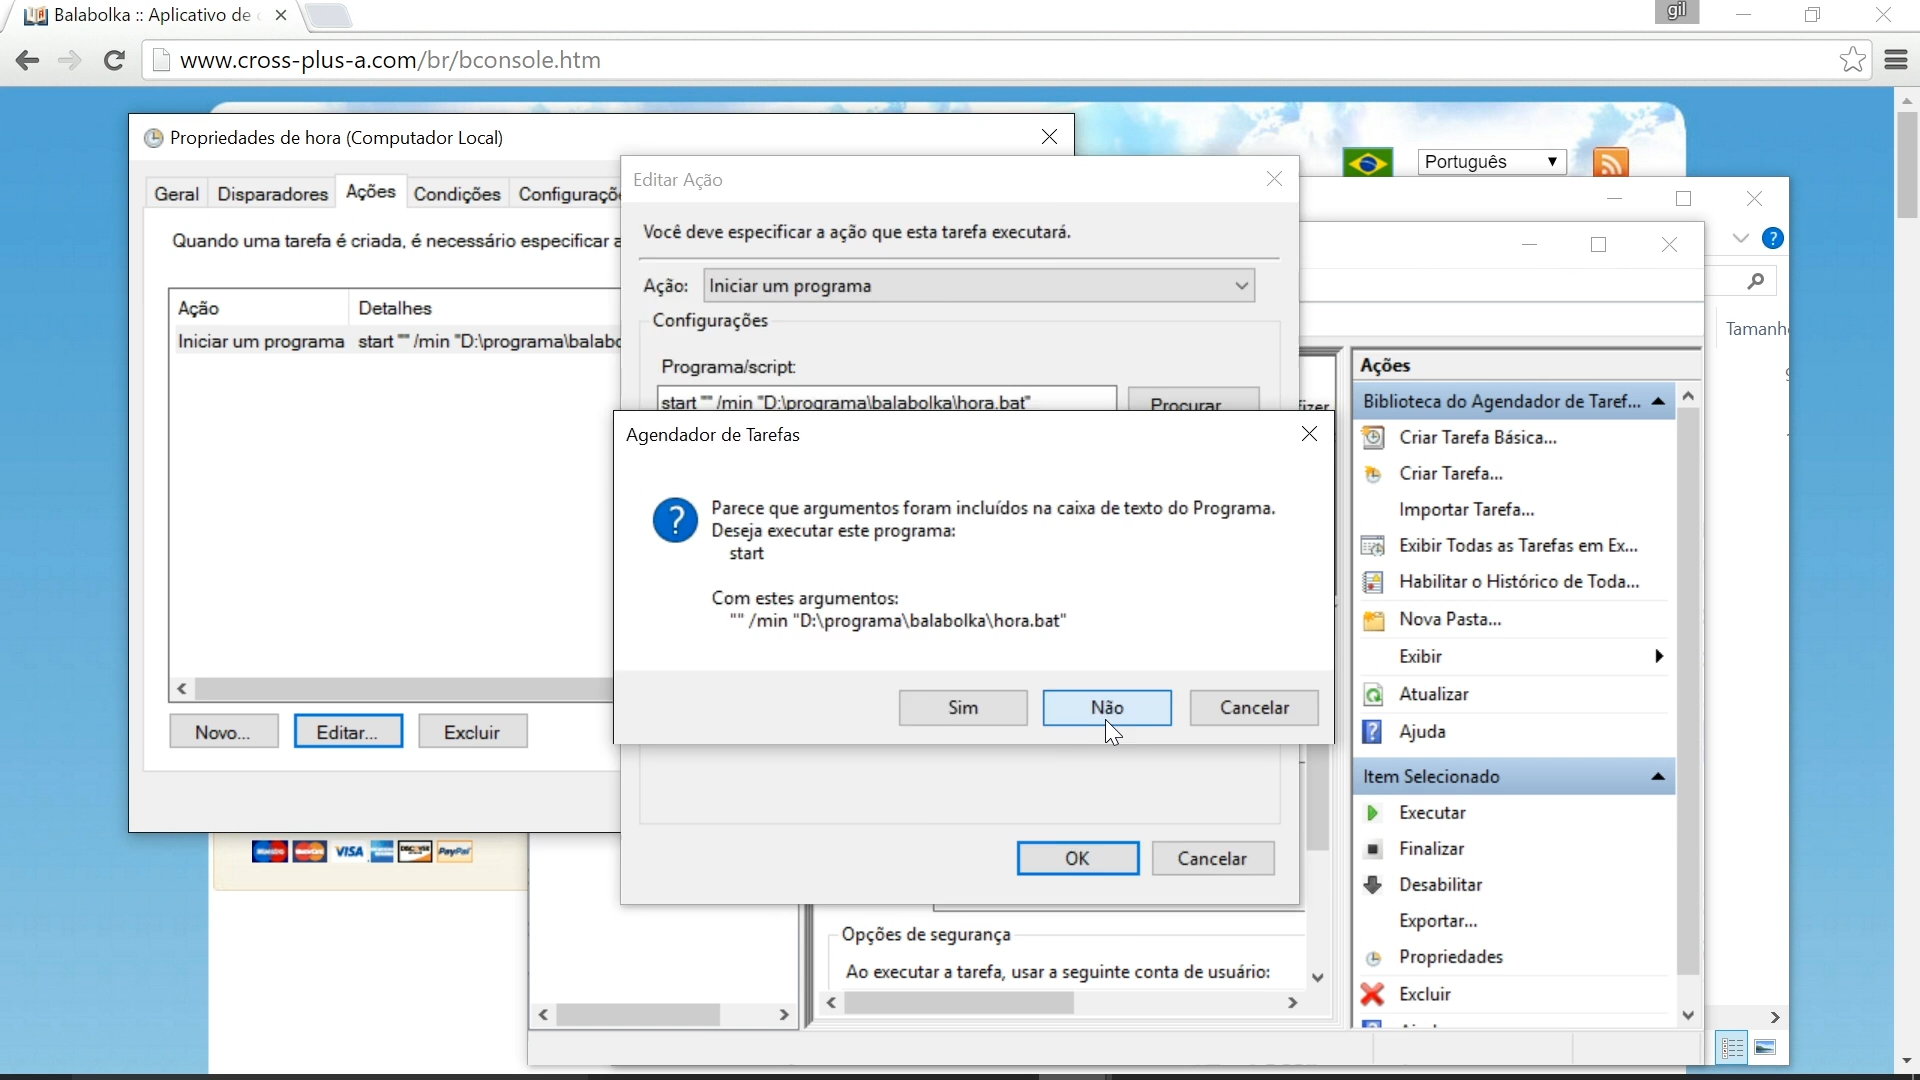 Balabolka :: Aplicativo de
gil
www.cross-plus-a.com/br/bconsole.htm
Português
Propriedades de hora (Computador Local)
Geral
Disparadores
Ações
Condições
Quando uma tarefa é criada, é necessário especificar
Ação
Detalhes
Iniciar um programa
start "" /min "D:\programa\balabo
Novo...
Editar...
Excluir
Editar Ação
Você deve especificar a ação que esta tarefa executará.
Ação:
Iniciar um programa
Configurações
Programa/script:
start "" /min "D:\programa\balabolka\hora.bat"
Procurar
Agendador de Tarefas
Parece que argumentos foram incluídos na caixa de texto do Programa.
Deseja executar este programa:
start
Com estes argumentos:
"" /min "D:\programa\balabolka\hora.bat"
Sim
Não
Cancelar
OK
Cancelar
Opções de segurança
Ao executar a tarefa, usar a seguinte conta de usuário:
Ações
Biblioteca do Agendador de Taref...
Criar Tarefa Básica...
Criar Tarefa...
Importar Tarefa...
Exibir Todas as Tarefas em Ex...
Habilitar o Histórico de Toda...
Nova Pasta...
Exibir
Atualizar
Ajuda
Item Selecionado
Executar
Finalizar
Desabilitar
Exportar...
Propriedades
Excluir
Tamanh
VISA
PayPal